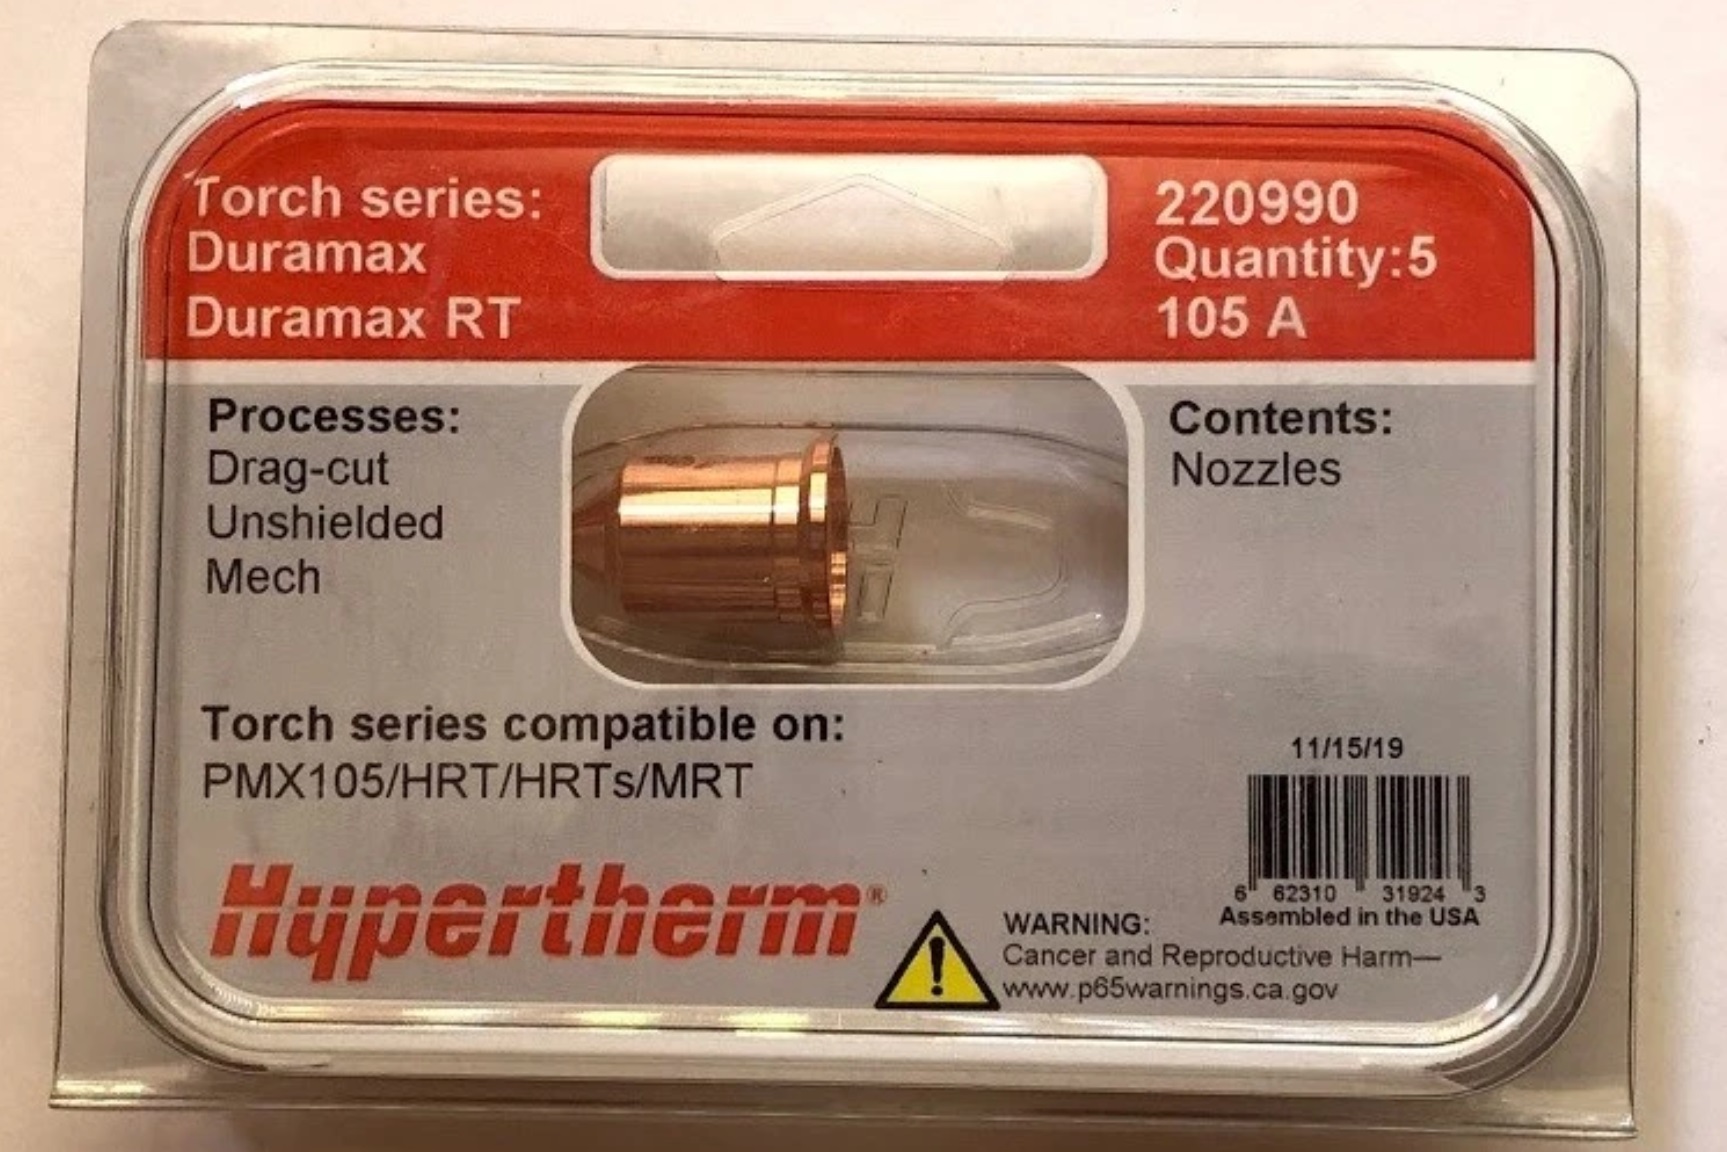 Torch series:
Duramax
Duramax RT
220990
Quantity:5
105 A
Processes:
Drag-cut
Unshielded
Mech
Contents:
Nozzles
Torch series compatible on:
PMX105/HRT/HRTs/MRT
Hypertherm®
11/15/19
6 62310 31924 3
Assembled in the USA
WARNING:
Cancer and Reproductive Harm—
www.p65warnings.ca.gov